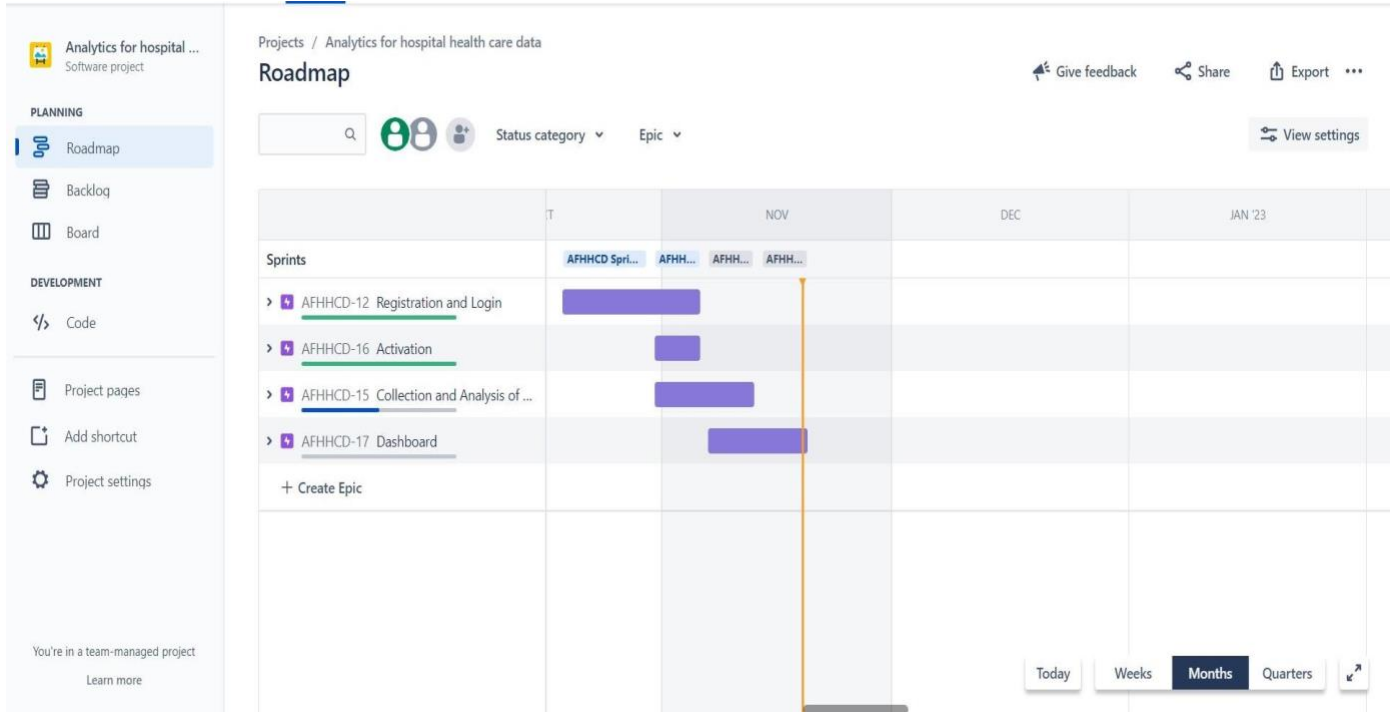 Analytics for hospital ...
Software project
PLANNING
Roadmap
Backlog
Board
DEVELOPMENT
Code
Project pages
Add shortcut
Project settings
You're in a team-managed project
Learn more
Projects / Analytics for hospital health care data
Roadmap
Give feedback
Share
Export
Status category
Epic
View settings
NOV
DEC
JAN '23
Sprints
AFHHCD Spri...
AFHH...
AFHH...
AFHH...
AFHHCD-12 Registration and Login
AFHHCD-16 Activation
AFHHCD-15 Collection and Analysis of ...
AFHHCD-17 Dashboard
+ Create Epic
Today
Weeks
Months
Quarters